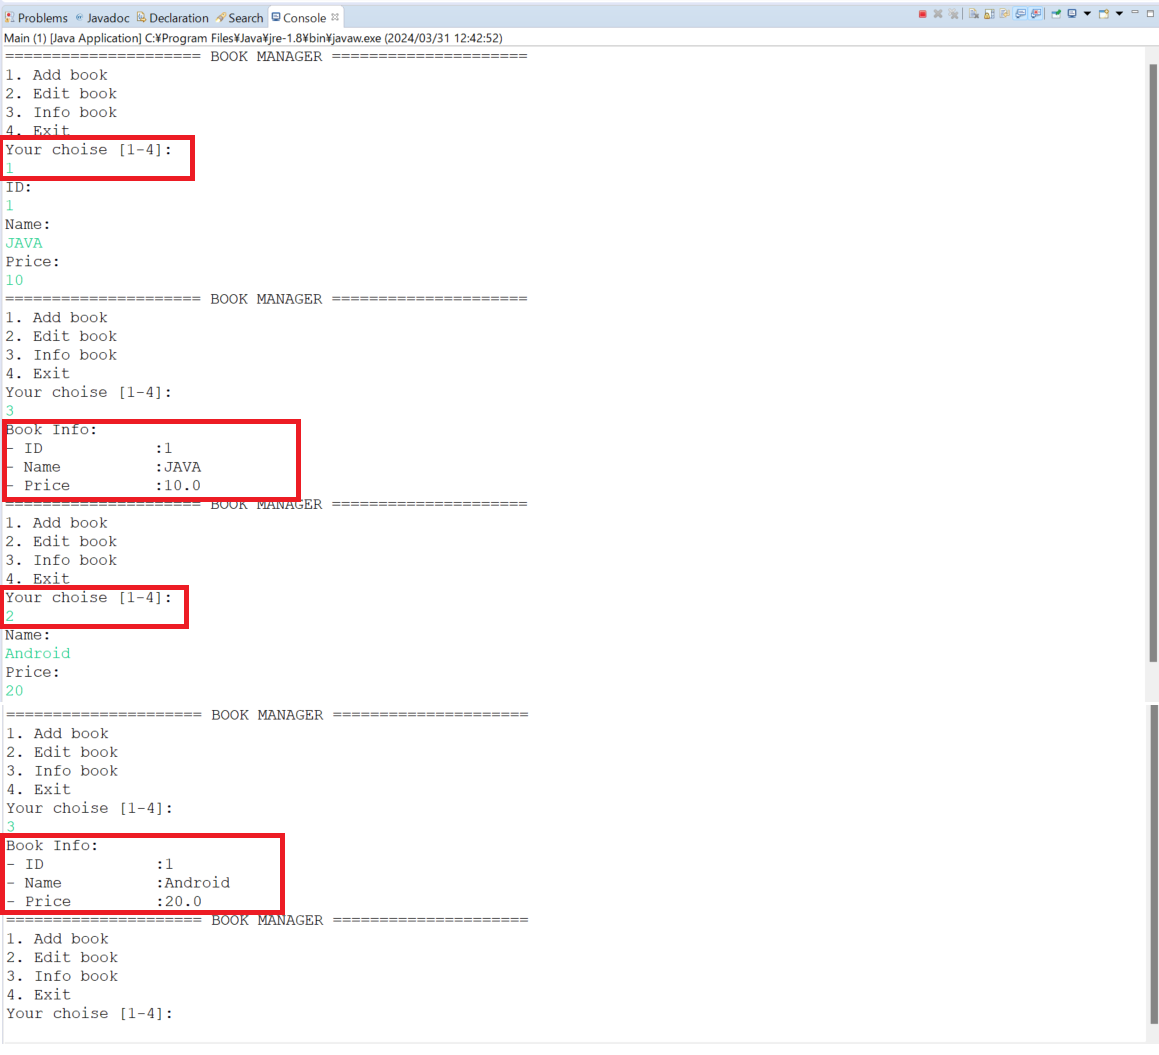 Problems @ Javadoc Declaration Search Console
Main (1) [Java Application] C:¥Program Files¥Java¥jre-1.8¥bin¥javaw.exe (2024/03/31 12:42:52)
===================== BOOK MANAGER =====================
1. Add book
2. Edit book
3. Info book
4. Exit
Your choise [1-4]:
1
ID:
1
Name:
JAVA
Price:
10
===================== BOOK MANAGER =====================
1. Add book
2. Edit book
3. Info book
4. Exit
Your choise [1-4]:
3
Book Info:
- ID :1
- Name :JAVA
- Price :10.0
===================== BOOK MANAGER =====================
1. Add book
2. Edit book
3. Info book
4. Exit
Your choise [1-4]:
2
Name:
Android
Price:
20
===================== BOOK MANAGER =====================
1. Add book
2. Edit book
3. Info book
4. Exit
Your choise [1-4]:
3
Book Info:
- ID :1
- Name :Android
- Price :20.0
===================== BOOK MANAGER =====================
1. Add book
2. Edit book
3. Info book
4. Exit
Your choise [1-4]: